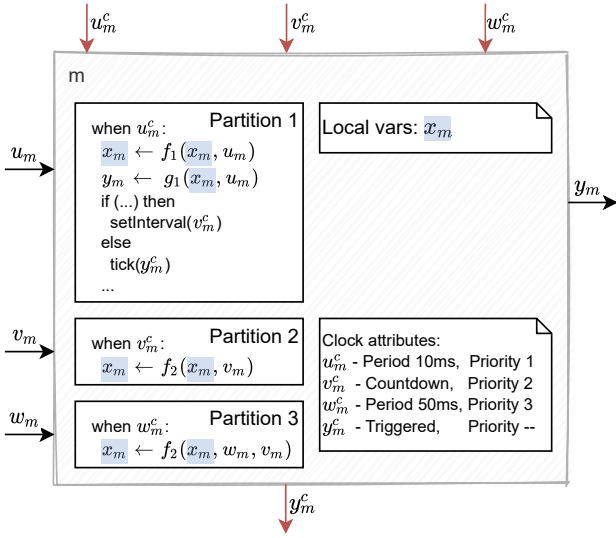 u_m^c v_m^c w_m^c
m
Partition 1
when u_m^c:
x_m ← f_1(x_m, u_m)
y_m ← g_1(x_m, u_m)
if (...) then
setInterval(v_m^c)
else
tick(y_m^c)
...
Local vars: x_m
u_m
y_m
Partition 2
when v_m^c:
x_m ← f_2(x_m, v_m)
v_m
Partition 3
when w_m^c:
x_m ← f_2(x_m, w_m, v_m)
w_m
Clock attributes:
u_m^c - Period 10ms, Priority 1
v_m^c - Countdown, Priority 2
w_m^c - Period 50ms, Priority 3
y_m^c - Triggered, Priority --
y_m^c